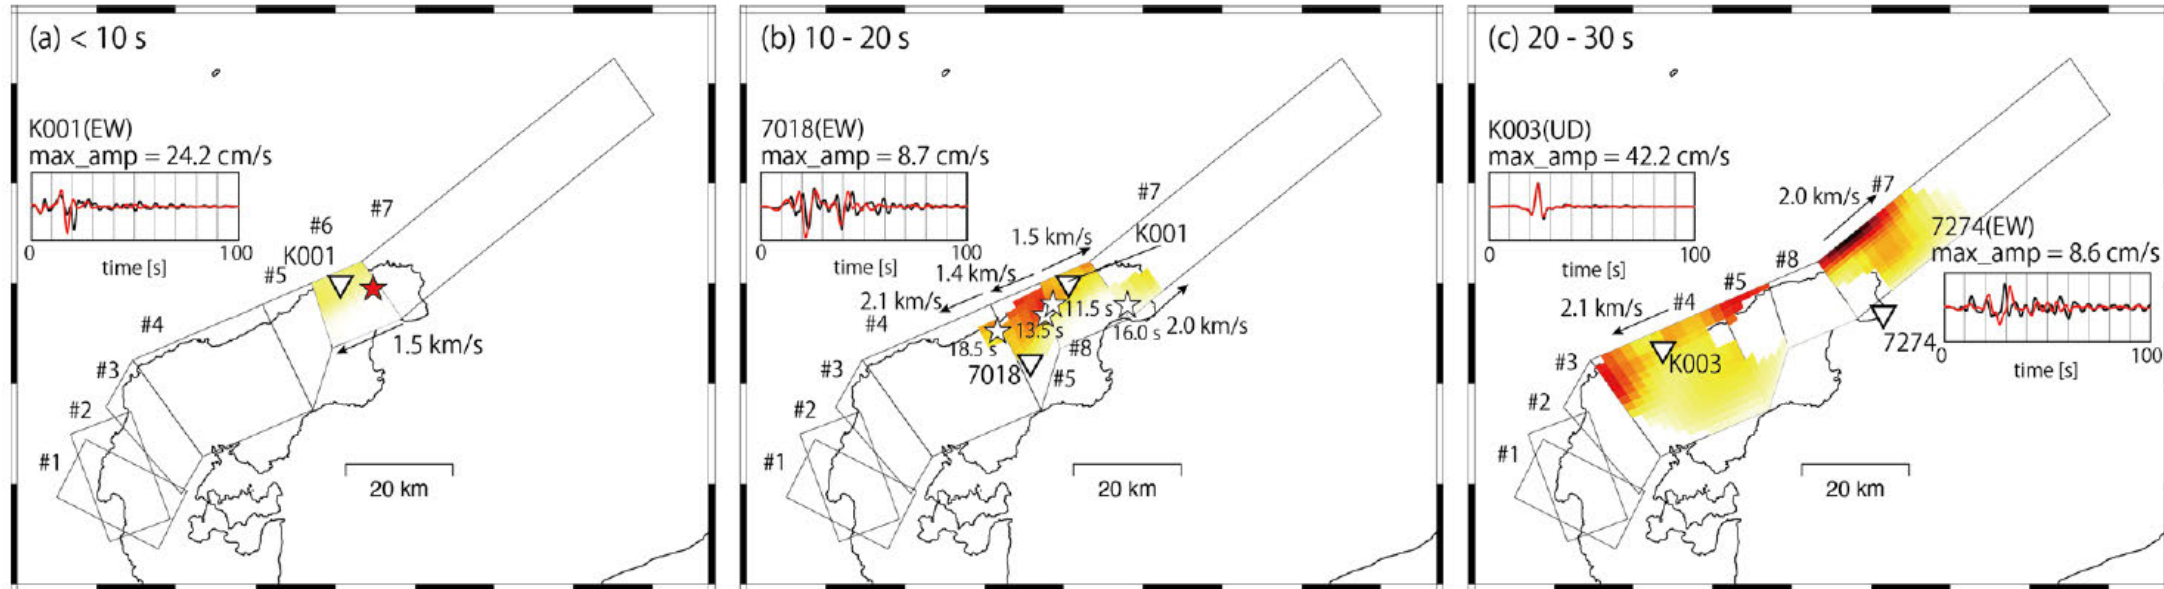 (a) < 10 s
K001(EW)
max_amp = 24.2 cm/s
0
100
time [s]
#7
#6
K001
#5
#4
1.5 km/s
#3
#2
#1
20 km
(b) 10 - 20 s
7018(EW)
max_amp = 8.7 cm/s
0
100
time [s]
#7
K001
1.5 km/s
1.4 km/s
2.1 km/s
#4
11.5 s
13.5 s
16.0 s
2.0 km/s
18.5 s
#8
7018
#5
#3
#2
#1
20 km
(c) 20 - 30 s
K003(UD)
max_amp = 42.2 cm/s
0
100
time [s]
2.0 km/s
#7
7274(EW)
max_amp = 8.6 cm/s
0
100
time [s]
#8
#5
#4
2.1 km/s
7274
K003
#3
#2
#1
20 km